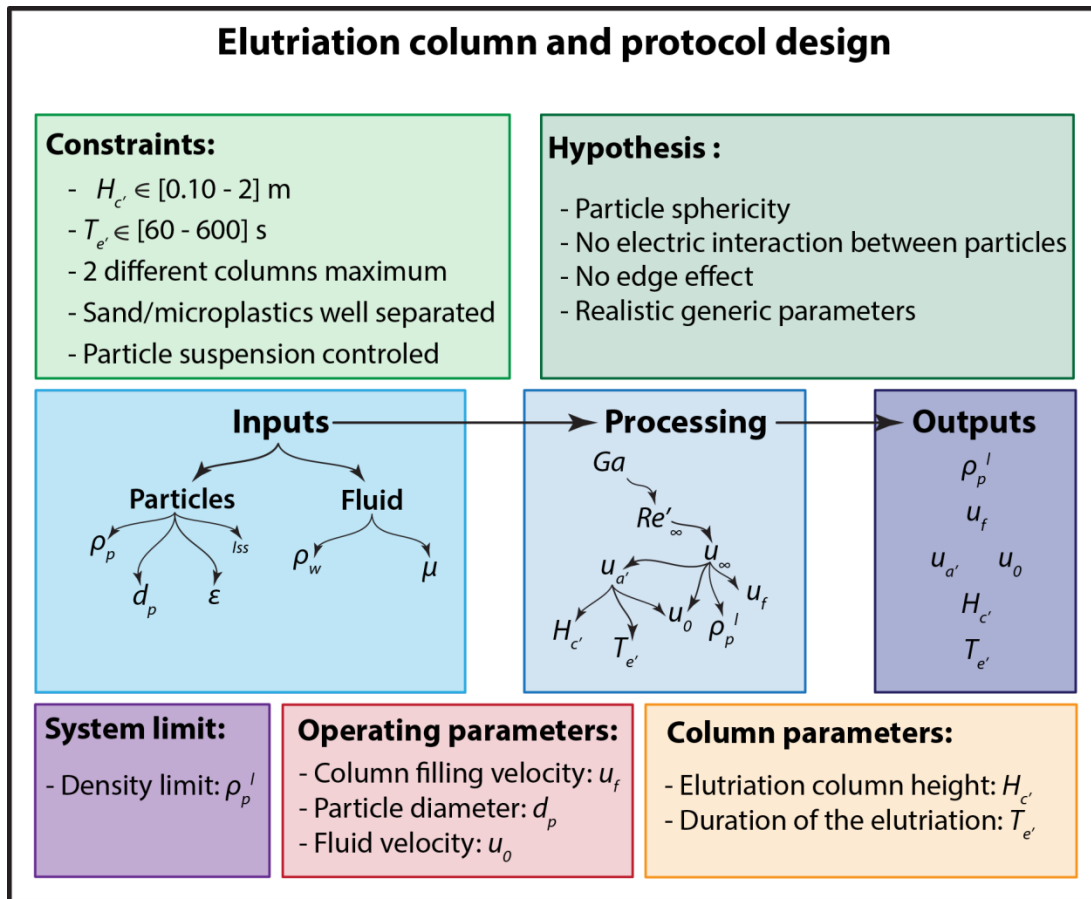 Elutriation column and protocol design
Constraints:
- H_c' ∈ [0.10 - 2] m
- T_e' ∈ [60 - 600] s
- 2 different columns maximum
- Sand/microplastics well separated
- Particle suspension controled
Hypothesis :
- Particle sphericity
- No electric interaction between particles
- No edge effect
- Realistic generic parameters
Inputs
Particles Fluid
ρ_p I_ss ρ_w μ
d_p ε
Processing
Ga
Re'_∞
u_a' u_∞
H_c' T_e' u_0 ρ_p^l u_f
Outputs
ρ_p^l
u_f
u_a' u_0
H_c'
T_e'
System limit:
- Density limit: ρ_p^l
Operating parameters:
- Column filling velocity: u_f
- Particle diameter: d_p
- Fluid velocity: u_0
Column parameters:
- Elutriation column height: H_c'
- Duration of the elutriation: T_e'